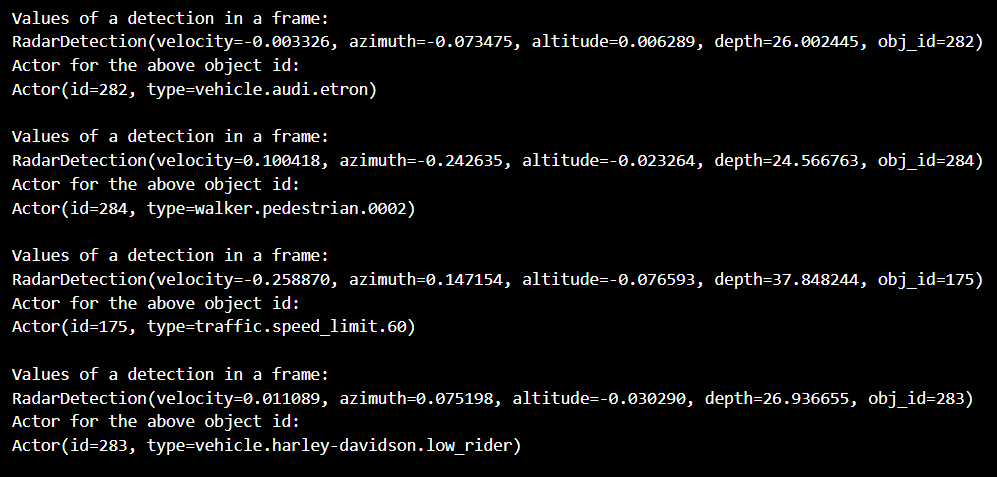 Values of a detection in a frame:
RadarDetection(velocity=-0.003326, azimuth=-0.073475, altitude=0.006289, depth=26.002445, obj_id=282)
Actor for the above object id:
Actor(id=282, type=vehicle.audi.etron)
Values of a detection in a frame:
RadarDetection(velocity=0.100418, azimuth=-0.242635, altitude=-0.023264, depth=24.566763, obj_id=284)
Actor for the above object id:
Actor(id=284, type=walker.pedestrian.0002)
Values of a detection in a frame:
RadarDetection(velocity=-0.258870, azimuth=0.147154, altitude=-0.076593, depth=37.848244, obj_id=175)
Actor for the above object id:
Actor(id=175, type=traffic.speed_limit.60)
Values of a detection in a frame:
RadarDetection(velocity=0.011089, azimuth=0.075198, altitude=-0.030290, depth=26.936655, obj_id=283)
Actor for the above object id:
Actor(id=283, type=vehicle.harley-davidson.low_rider)